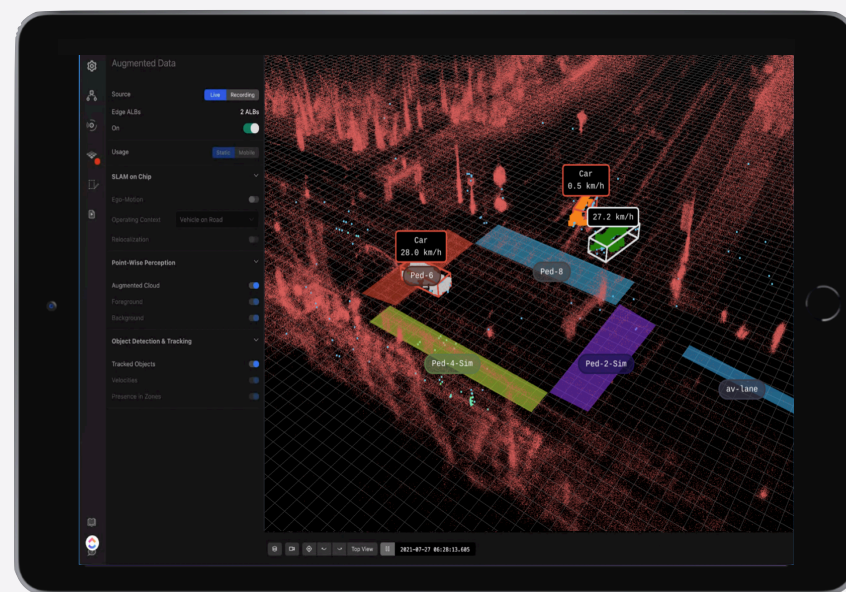 Augmented Data
Source
Live Recording
Edge ALBs
2 ALBs
On
Usage
Static Mobile
SLAM on Chip
Ego-Motion
Operating Context
Vehicle on Road
Relocalization
Point-Wise Perception
Augmented Cloud
Foreground
Background
Object Detection & Tracking
Tracked Objects
Velocities
Presence in Zones
Car
0.5 km/h
27.2 km/h
Car
28.0 km/h
Ped-6
Ped-8
Ped-4-Sim
Ped-2-Sim
av-lane
Top View
2021-07-27 06:28:13.605